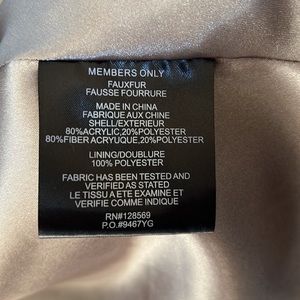 MEMBERS ONLY
FAUXFUR
FAUSSE FOURRURE
MADE IN CHINA
FABRIQUE AUX CHINE
SHELL/EXTERIEUR
80%ACRYLIC,20%POLYESTER
80%FIBER ACRYUQUE,20%POLYESTER
LINING/DOUBLURE
100% POLYESTER
FABRIC HAS BEEN TESTED AND
VERIFIED AS STATED
LE TISSU A ETE EXAMINE ET
VERIFIE COMME INDIQUE
RN#128569
P.O.#9467YG